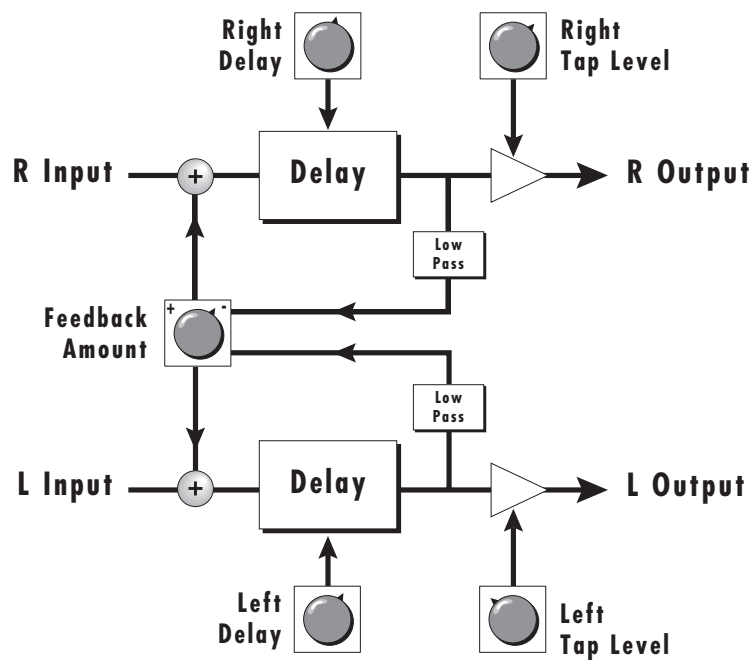 Right
Delay
Right
Tap Level
R Input
+
Delay
R Output
Low
Pass
Feedback
Amount
+ -
Low
Pass
L Input
+
Delay
L Output
Left
Delay
Left
Tap Level